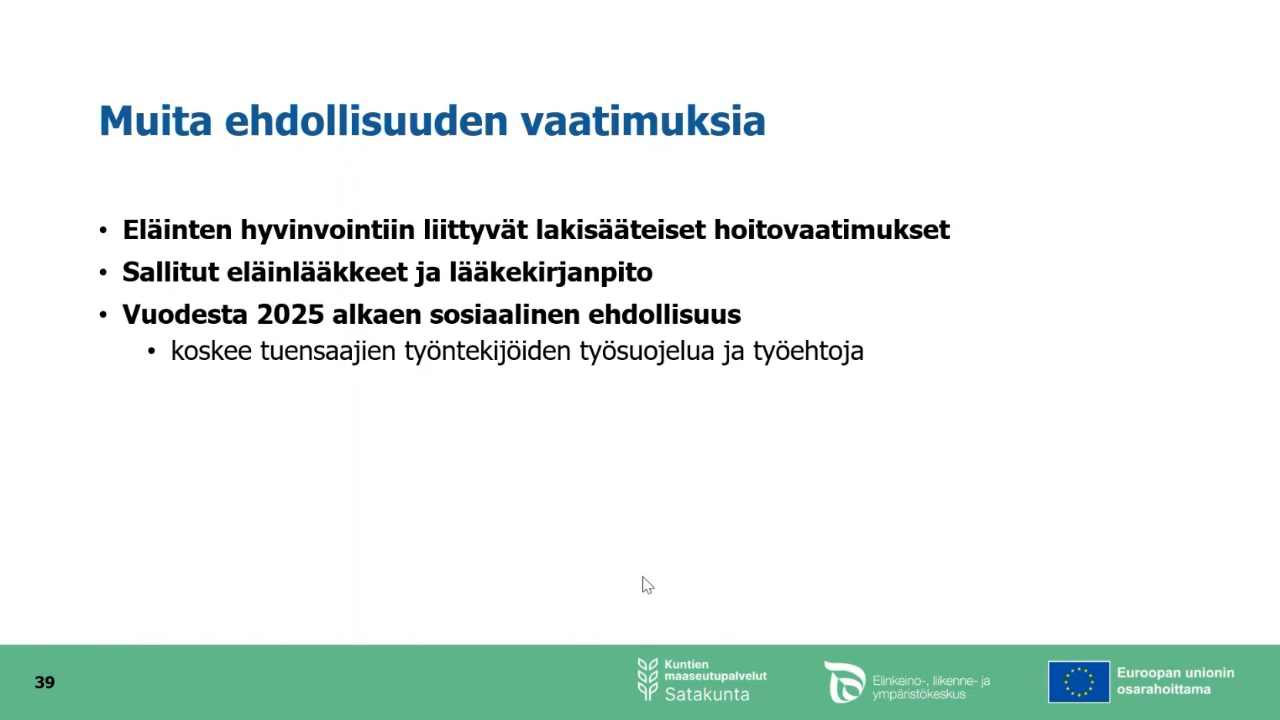 Muita ehdollisuuden vaatimuksia
• Eläinten hyvinvointiin liittyvät lakisääteiset hoitovaatimukset
• Sallitut eläinlääkkeet ja lääkekirjanpito
• Vuodesta 2025 alkaen sosiaalinen ehdollisuus
• koskee tuensaajien työntekijöiden työsuojelua ja työehtoja
39
Kuntien
maaseutupalvelut
Satakunta
Elinkeino-, liikenne- ja
ympäristökeskus
Euroopan unionin
osarahoittama